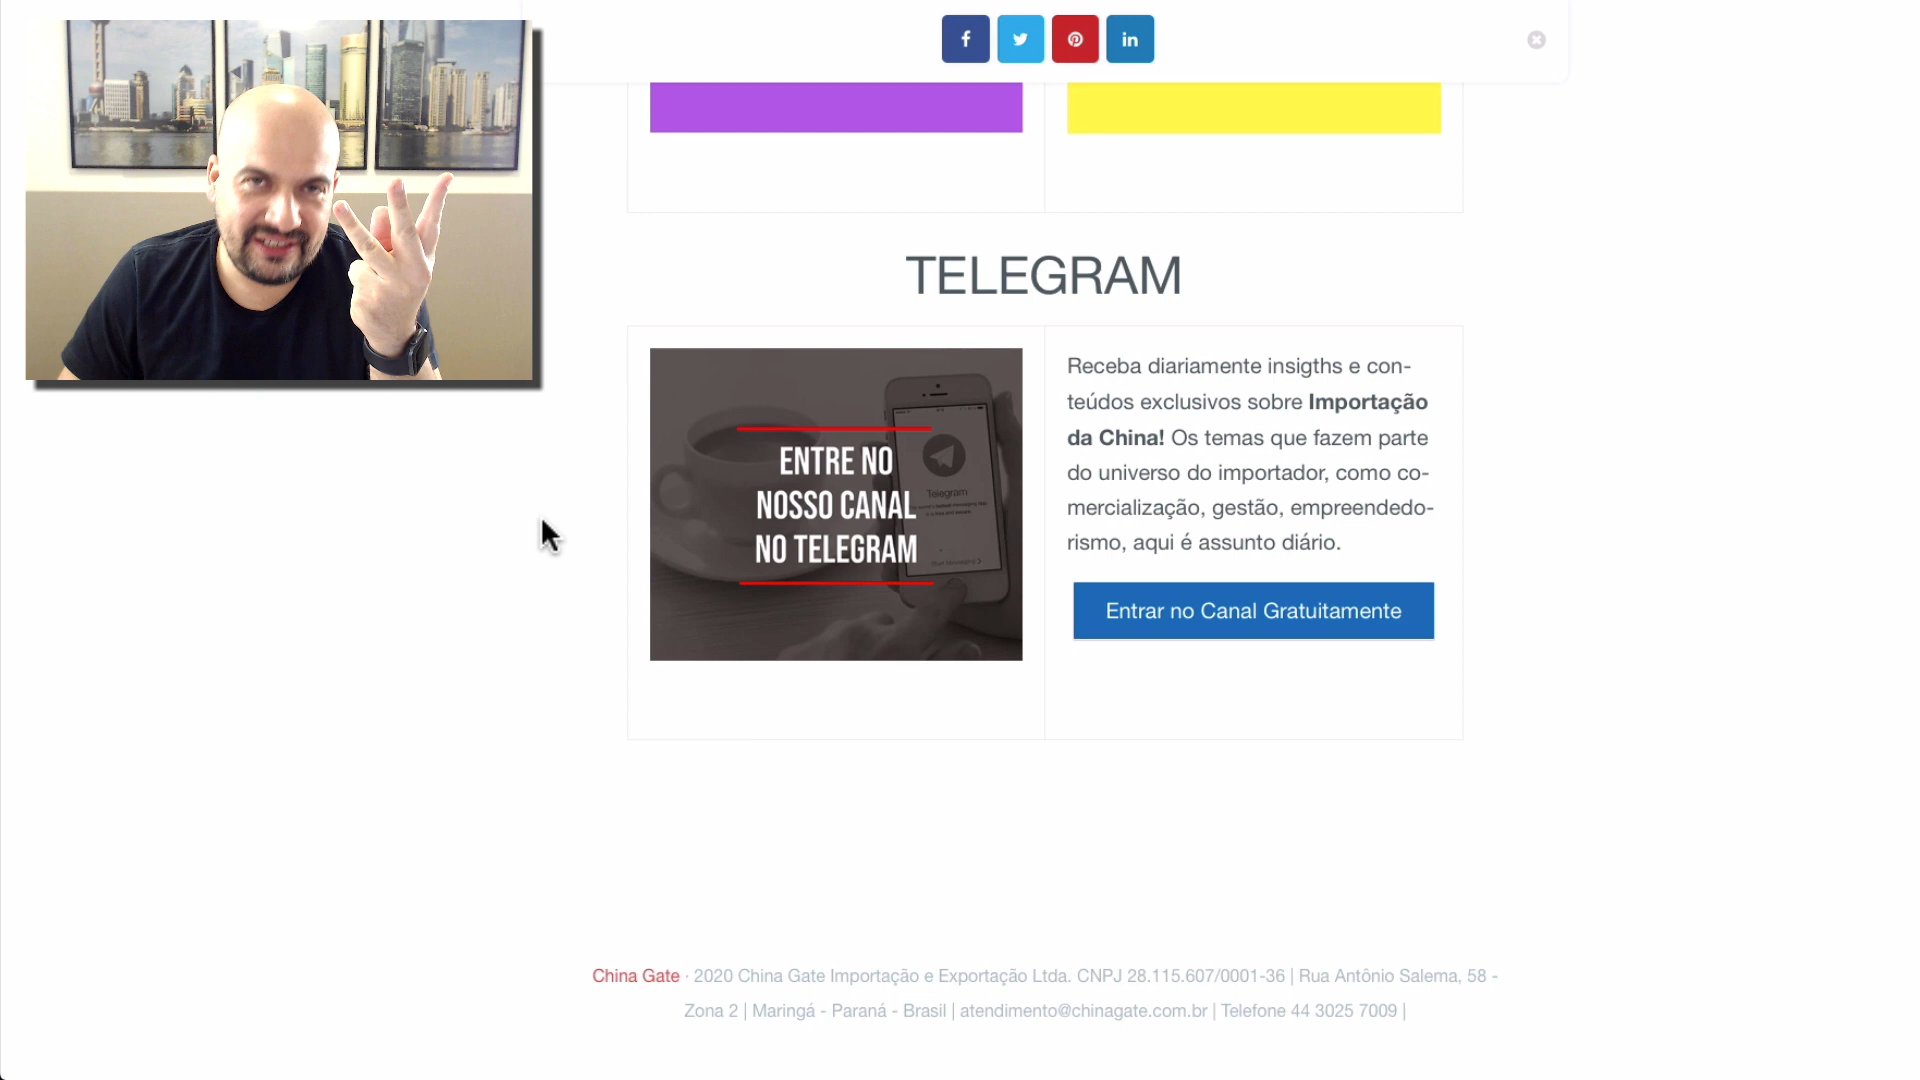 TELEGRAM
ENTRE NO
NOSSO CANAL
NO TELEGRAM
Telegram
Receba diariamente insigths e con-
teúdos exclusivos sobre Importação
da China! Os temas que fazem parte
do universo do importador, como co-
mercialização, gestão, empreendedo-
rismo, aqui é assunto diário.
Entrar no Canal Gratuitamente
China Gate · 2020 China Gate Importação e Exportação Ltda. CNPJ 28.115.607/0001-36 | Rua Antônio Salema, 58 -
Zona 2 | Maringá - Paraná - Brasil | atendimento@chinagate.com.br | Telefone 44 3025 7009 |